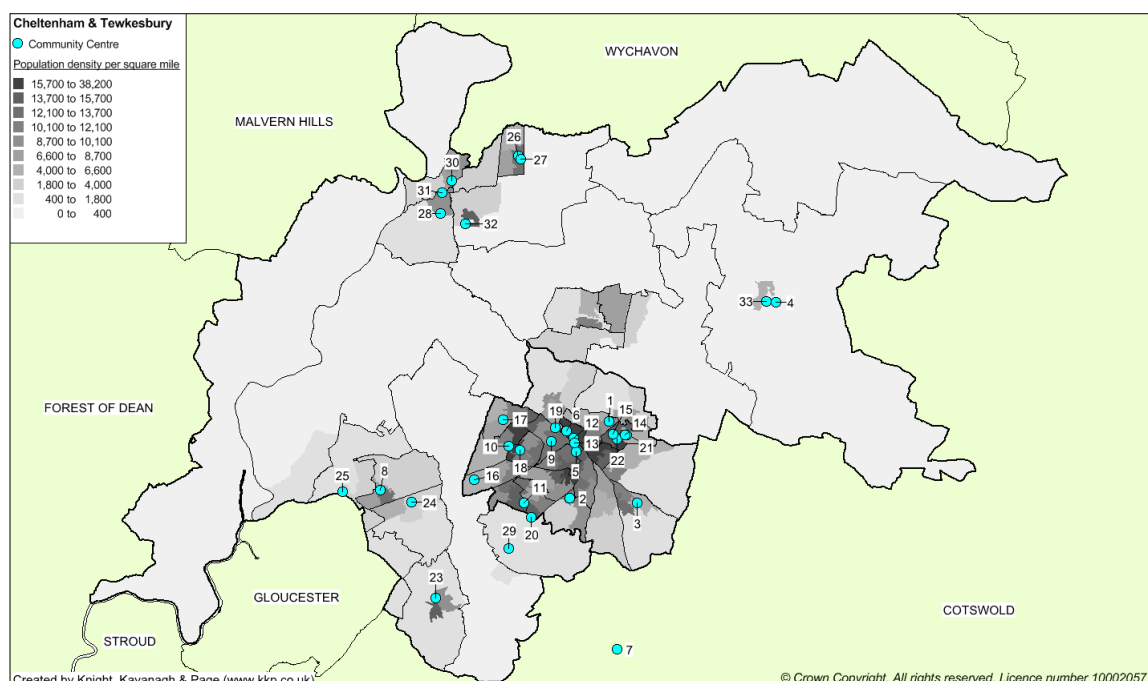 Cheltenham & Tewkesbury
Community Centre
Population density per square mile
15,700 to 38,200
13,700 to 15,700
12,100 to 13,700
10,100 to 12,100
8,700 to 10,100
6,600 to 8,700
4,000 to 6,600
1,800 to 4,000
400 to 1,800
0 to 400
WYCHAVON
MALVERN HILLS
26
27
30
31
28
32
33
4
FOREST OF DEAN
1
15
19
6
12
14
17
13
10
21
9
22
18
5
16
8
25
11
2
24
3
20
29
23
GLOUCESTER
COTSWOLD
STROUD
7
Created by Knight, Kavanagh & Page (www.kkp.co.uk)
© Crown Copyright. All rights reserved. Licence number 10002057